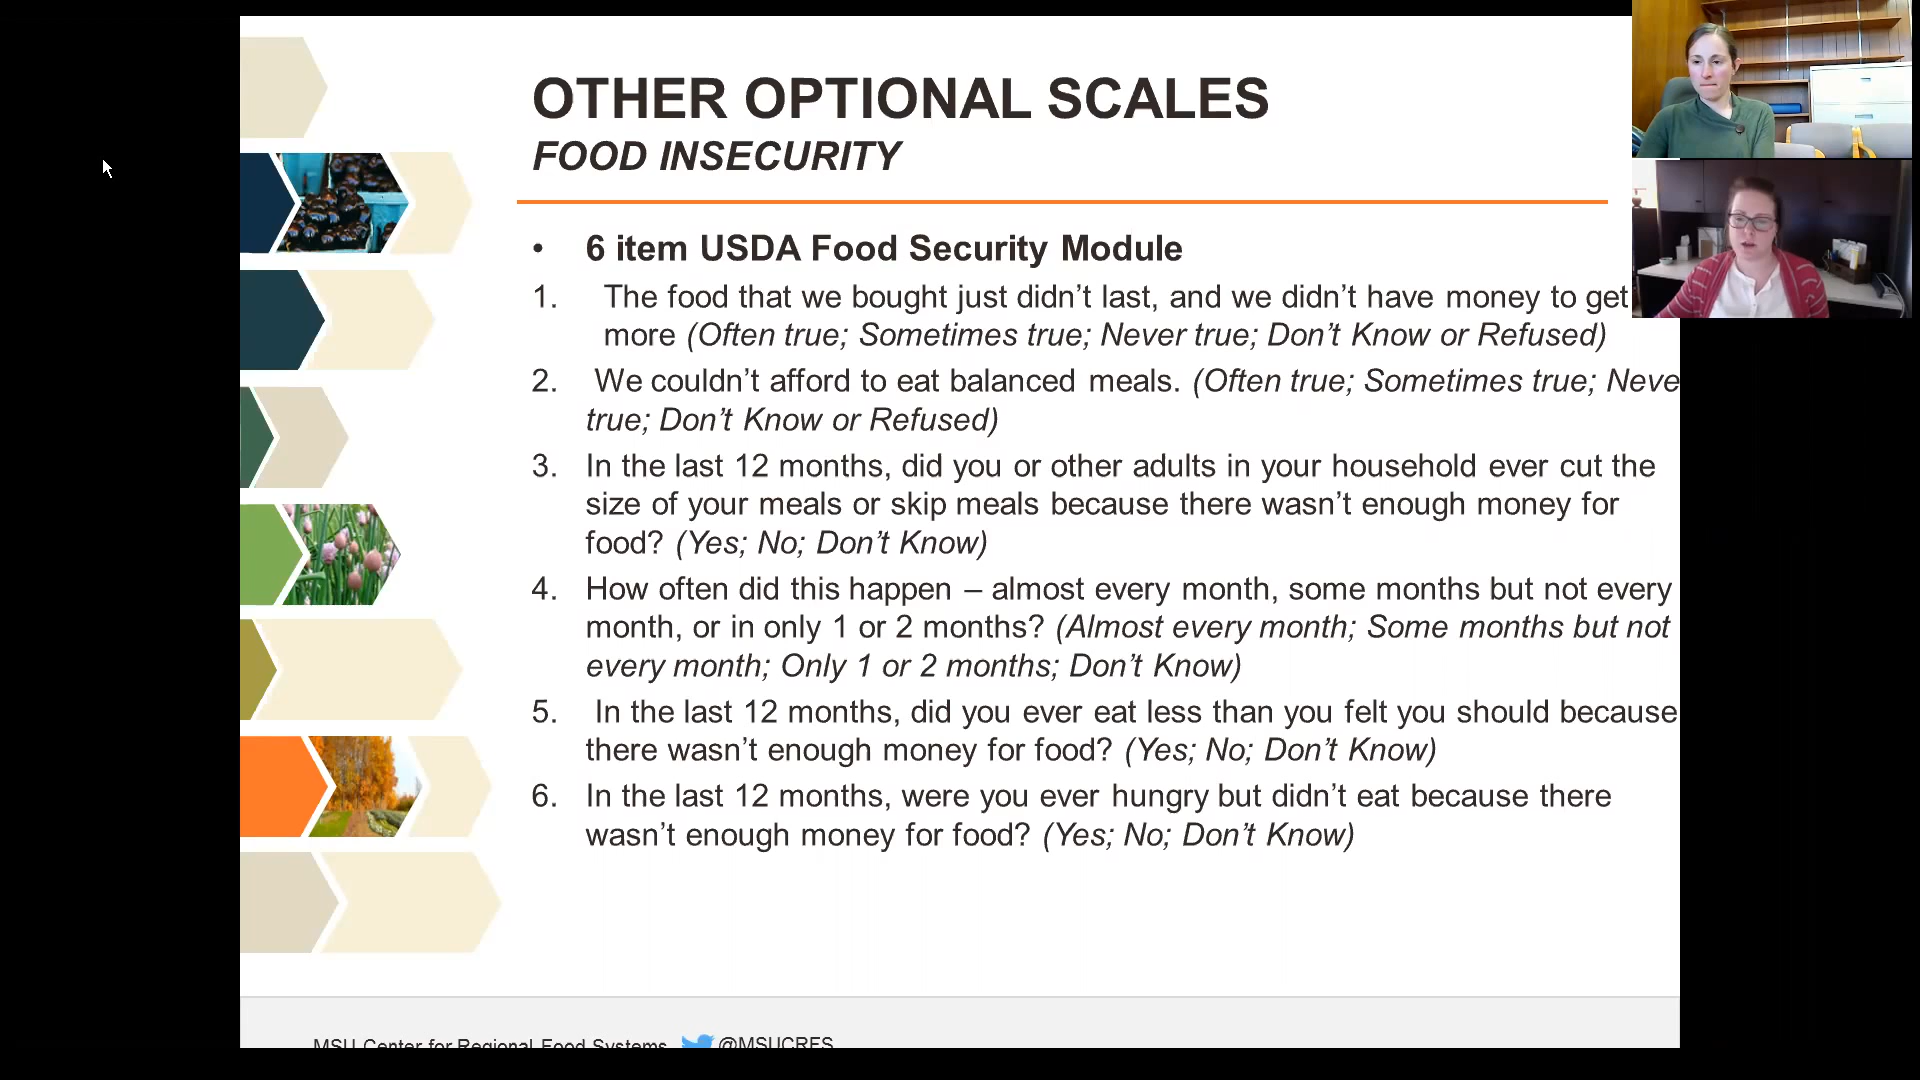 OTHER OPTIONAL SCALES
FOOD INSECURITY
• 6 item USDA Food Security Module
1. The food that we bought just didn’t last, and we didn’t have money to get
more (Often true; Sometimes true; Never true; Don’t Know or Refused)
2. We couldn’t afford to eat balanced meals. (Often true; Sometimes true; Neve
true; Don’t Know or Refused)
3. In the last 12 months, did you or other adults in your household ever cut the
size of your meals or skip meals because there wasn’t enough money for
food? (Yes; No; Don’t Know)
4. How often did this happen – almost every month, some months but not every
month, or in only 1 or 2 months? (Almost every month; Some months but not
every month; Only 1 or 2 months; Don’t Know)
5. In the last 12 months, did you ever eat less than you felt you should because
there wasn’t enough money for food? (Yes; No; Don’t Know)
6. In the last 12 months, were you ever hungry but didn’t eat because there
wasn’t enough money for food? (Yes; No; Don’t Know)
MSU Center for Regional Food Systems @MSUCRFS